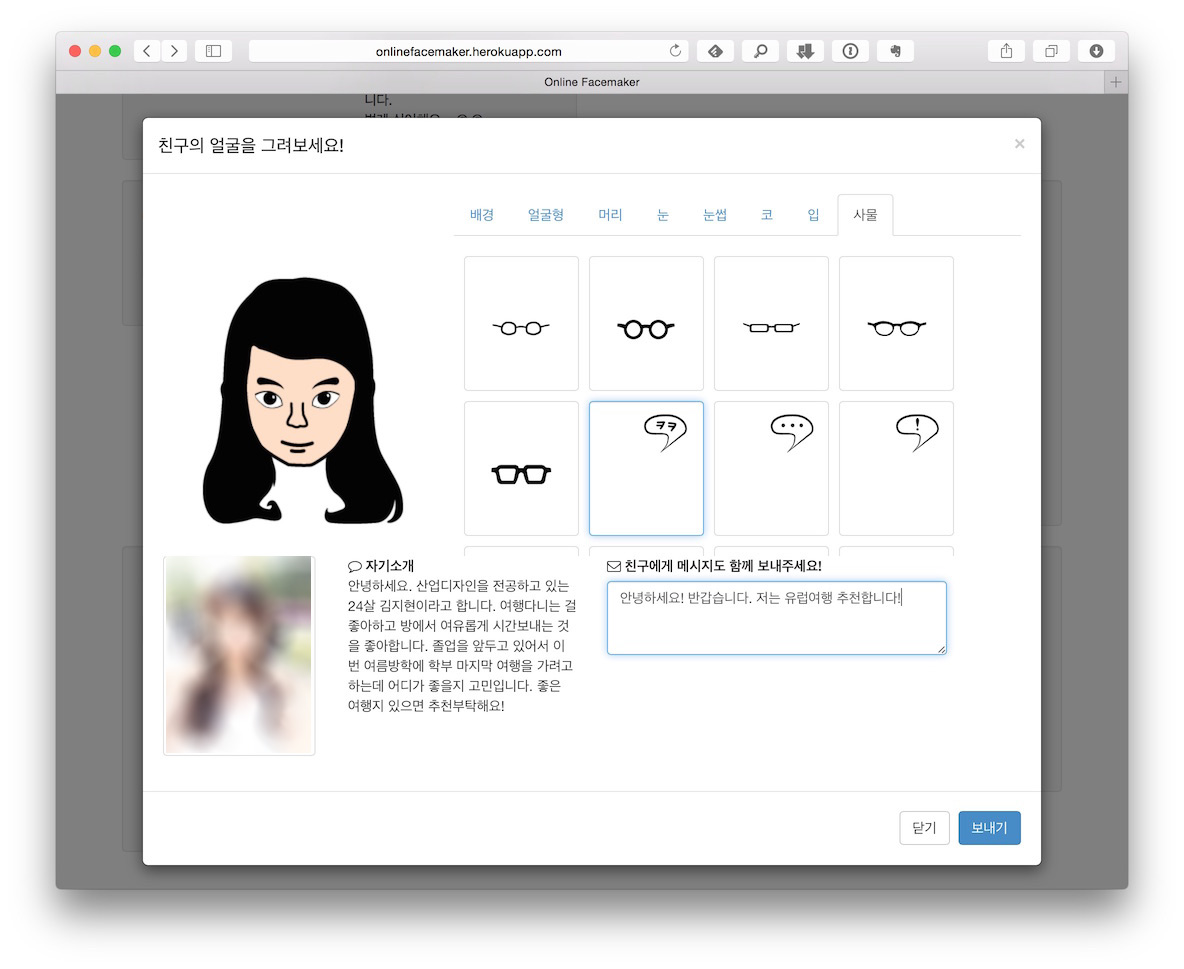 onlinefacemaker.herokuapp.com
Online Facemaker
니다.
친구의 얼굴을 그려보세요!
×
배경 얼굴형 머리 눈 눈썹 코 입 사물
ㅋㅋ
...
!
자기소개
안녕하세요. 산업디자인을 전공하고 있는
24살 김지현이라고 합니다. 여행다니는 걸
좋아하고 방에서 여유롭게 시간보내는 것
을 좋아합니다. 졸업을 앞두고 있어서 이
번 여름방학에 학부 마지막 여행을 가려고
하는데 어디가 좋을지 고민입니다. 좋은
여행지 있으면 추천부탁해요!
친구에게 메시지도 함께 보내주세요!
안녕하세요! 반갑습니다. 저는 유럽여행 추천합니다!
닫기 보내기